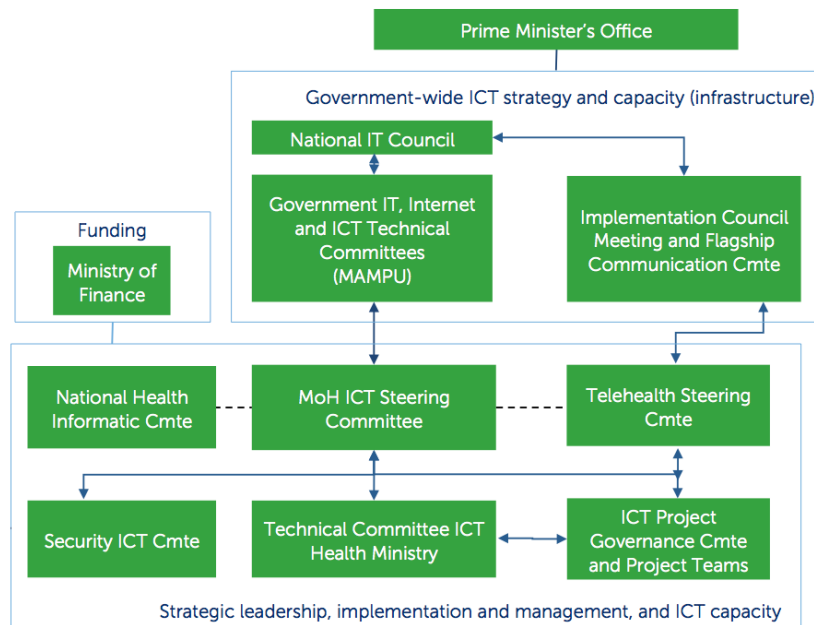 Prime Minister's Office
Government-wide ICT strategy and capacity (infrastructure)
National IT Council
Government IT, Internet
and ICT Technical
Committees
(MAMPU)
Implementation Council
Meeting and Flagship
Communication Cmte
Funding
Ministry of
Finance
National Health
Informatic Cmte
MoH ICT Steering
Committee
Telehealth Steering
Cmte
Security ICT Cmte
Technical Committee ICT
Health Ministry
ICT Project
Governance Cmte
and Project Teams
Strategic leadership, implementation and management, and ICT capacity